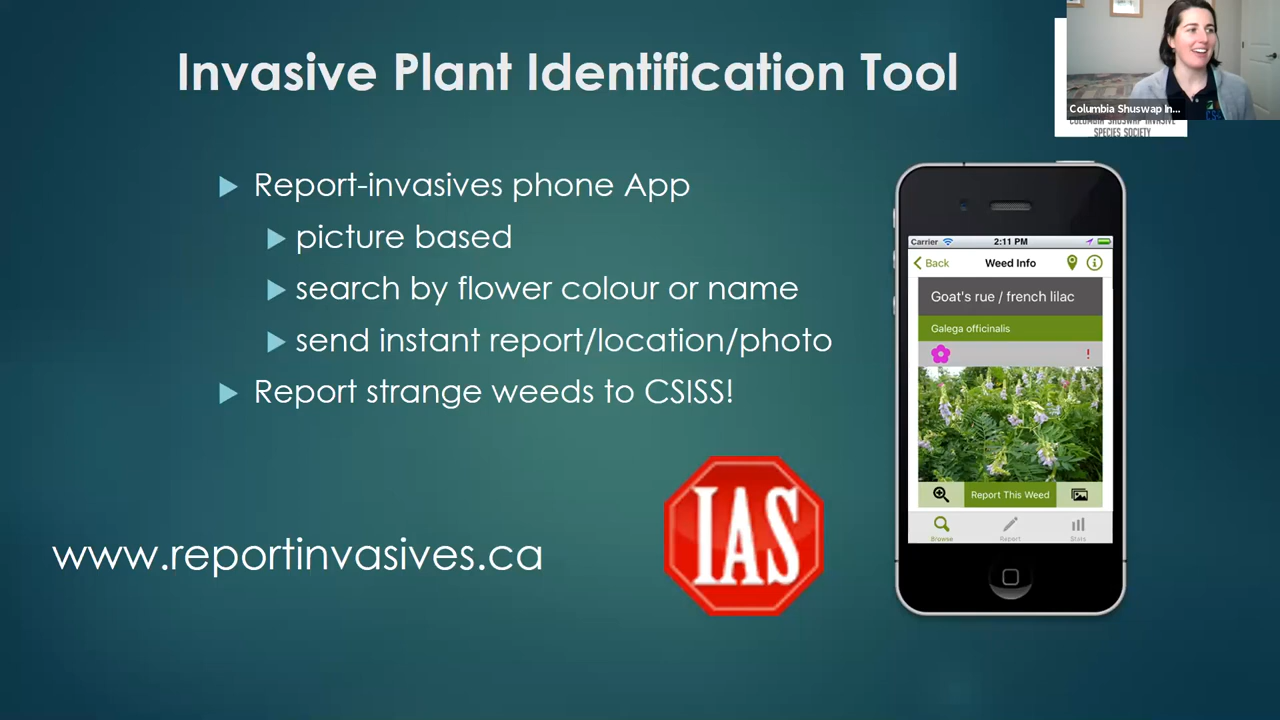 Invasive Plant Identification Tool
Columbia Shuswap In...
COLUMBIA SHUSWAP INVASIVE
SPECIES SOCIETY
Report-invasives phone App
picture based
search by flower colour or name
send instant report/location/photo
Report strange weeds to CSISS!
www.reportinvasives.ca
IAS
Carrier 2:11 PM
Back Weed Info
Goat's rue / french lilac
Galega officinalis
!
Report This Weed
Browse Report Stats